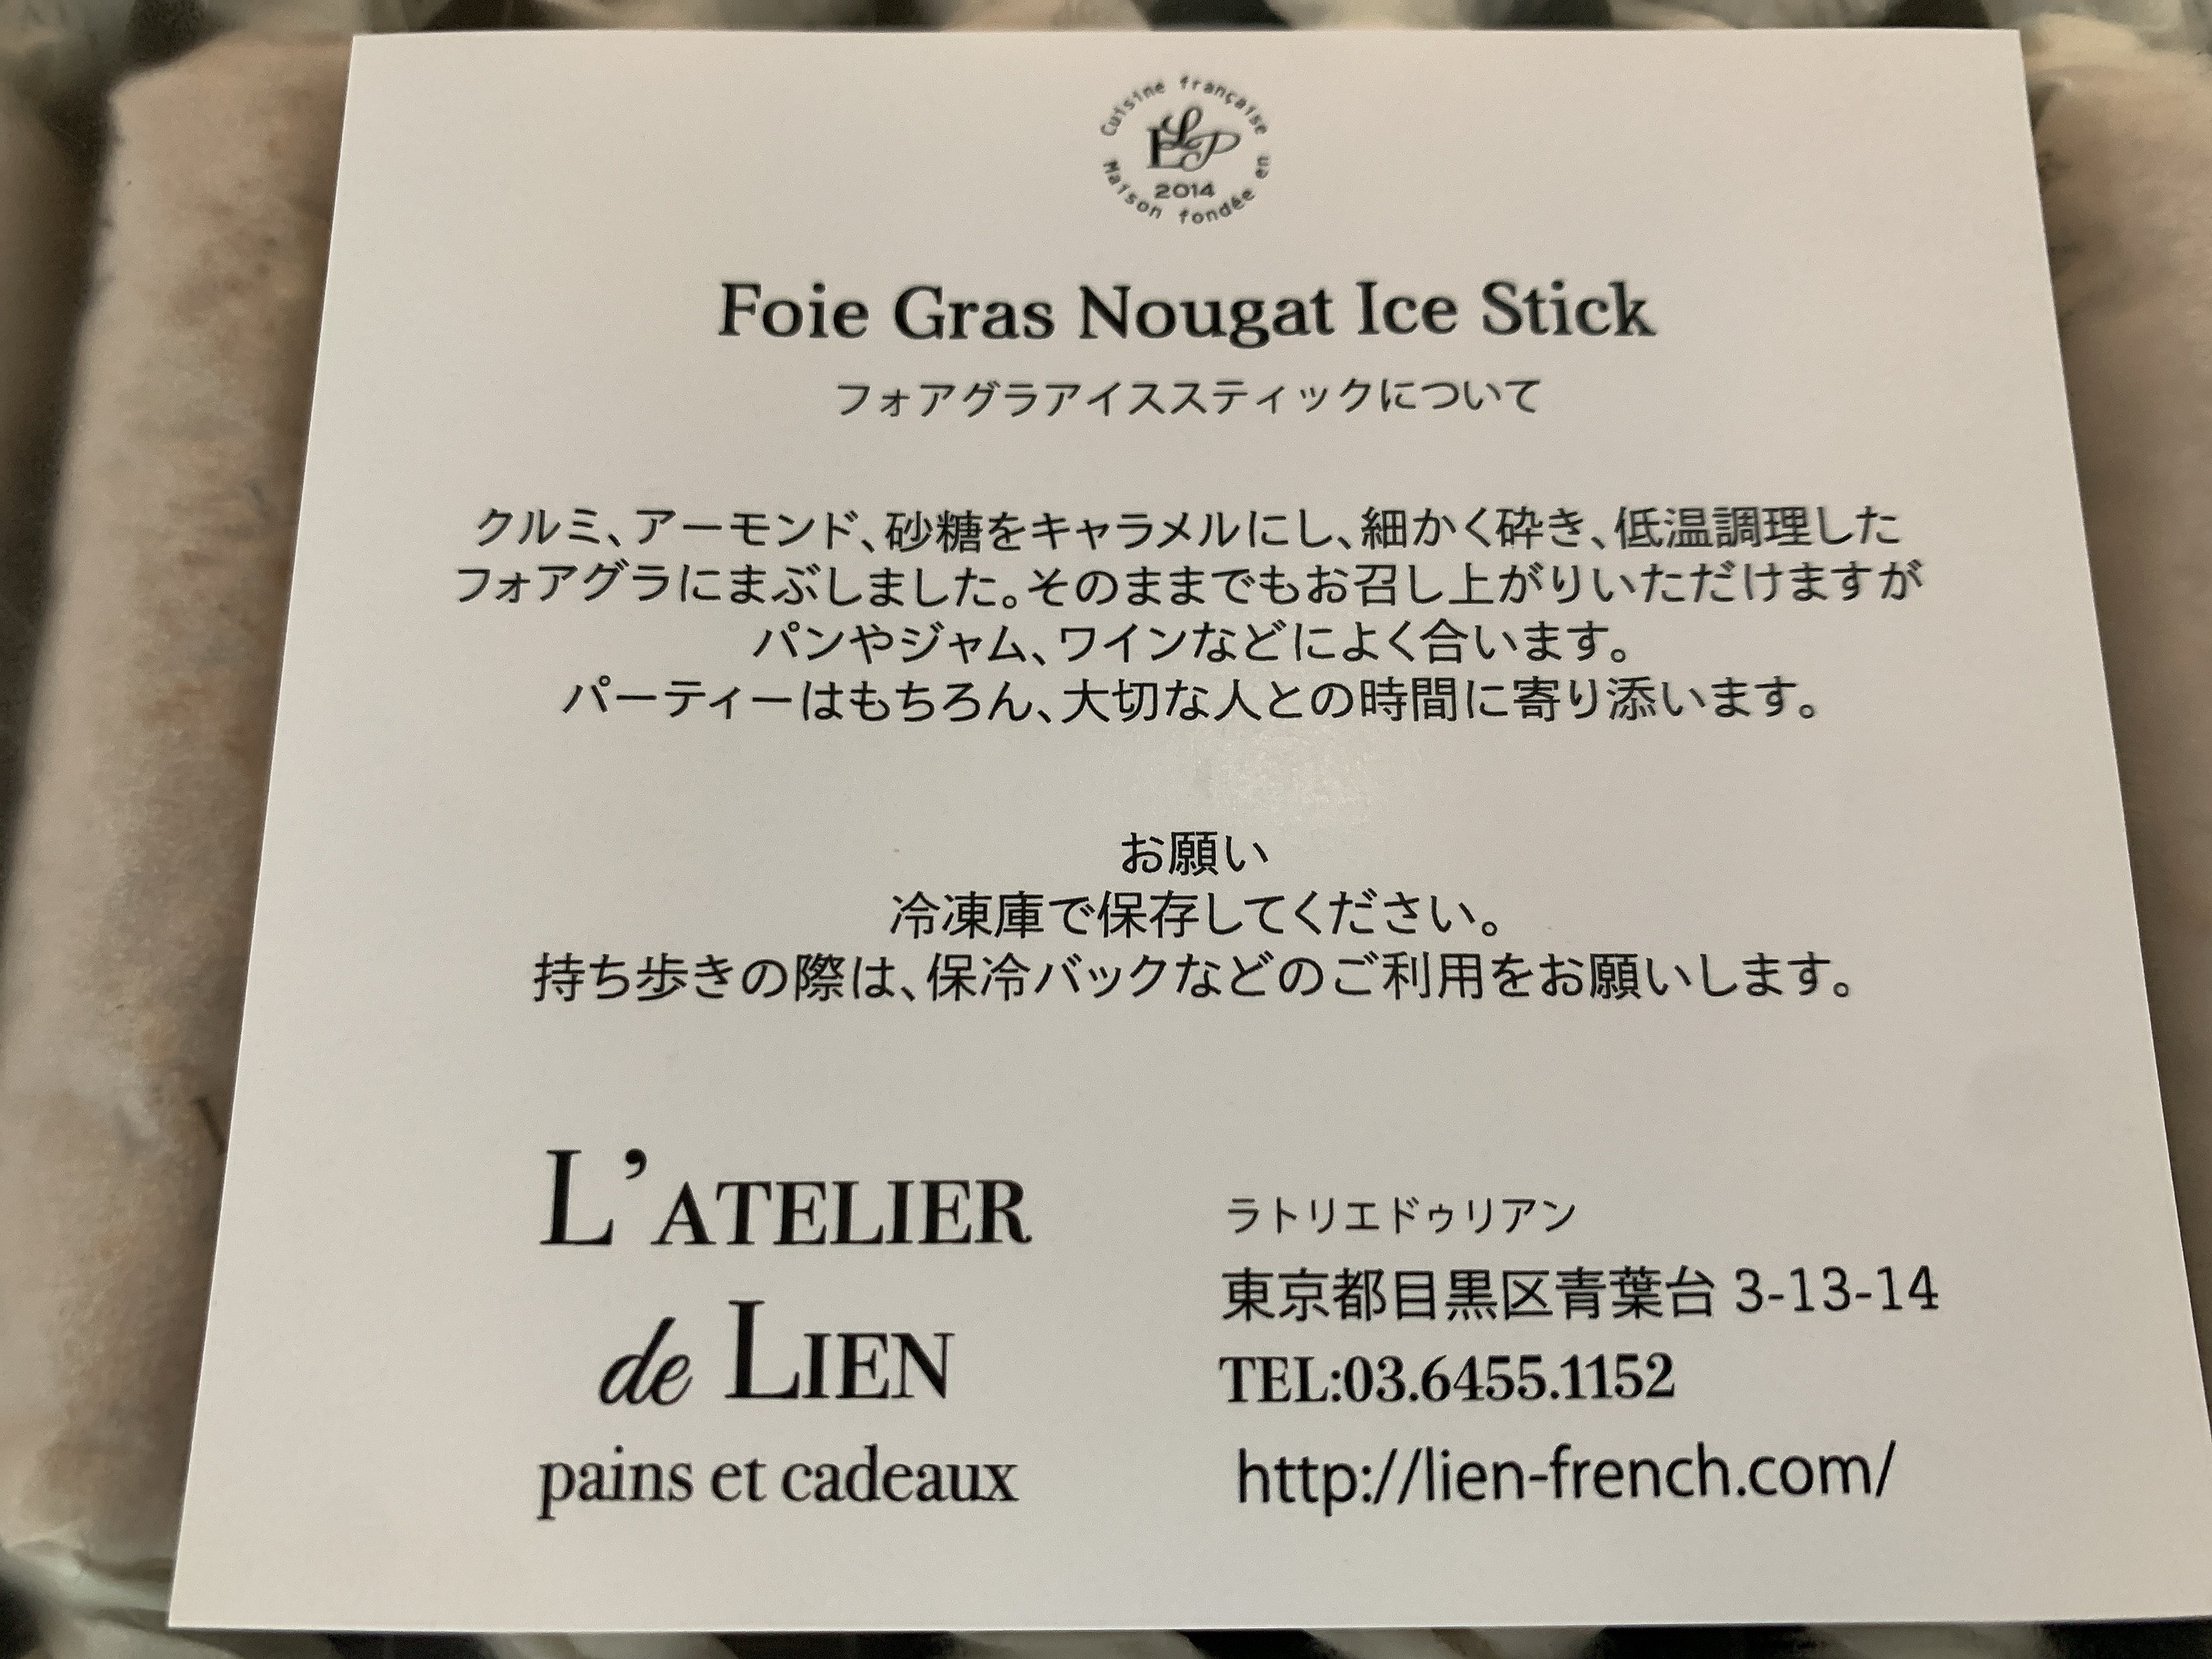 Cuisine française
ELP
2014
Maison fondée en
Foie Gras Nougat Ice Stick
フォアグラアイススティックについて
クルミ、アーモンド、砂糖をキャラメルにし、細かく砕き、低温調理した
フォアグラにまぶしました。そのままでもお召し上がりいただけますが
パンやジャム、ワインなどによく合います。
パーティーはもちろん、大切な人との時間に寄り添います。
お願い
冷凍庫で保存してください。
持ち歩きの際は、保冷バックなどのご利用をお願いします。
L'ATELIER
de LIEN
pains et cadeaux
ラトリエドゥリアン
東京都目黒区青葉台 3-13-14
TEL:03.6455.1152
http://lien-french.com/